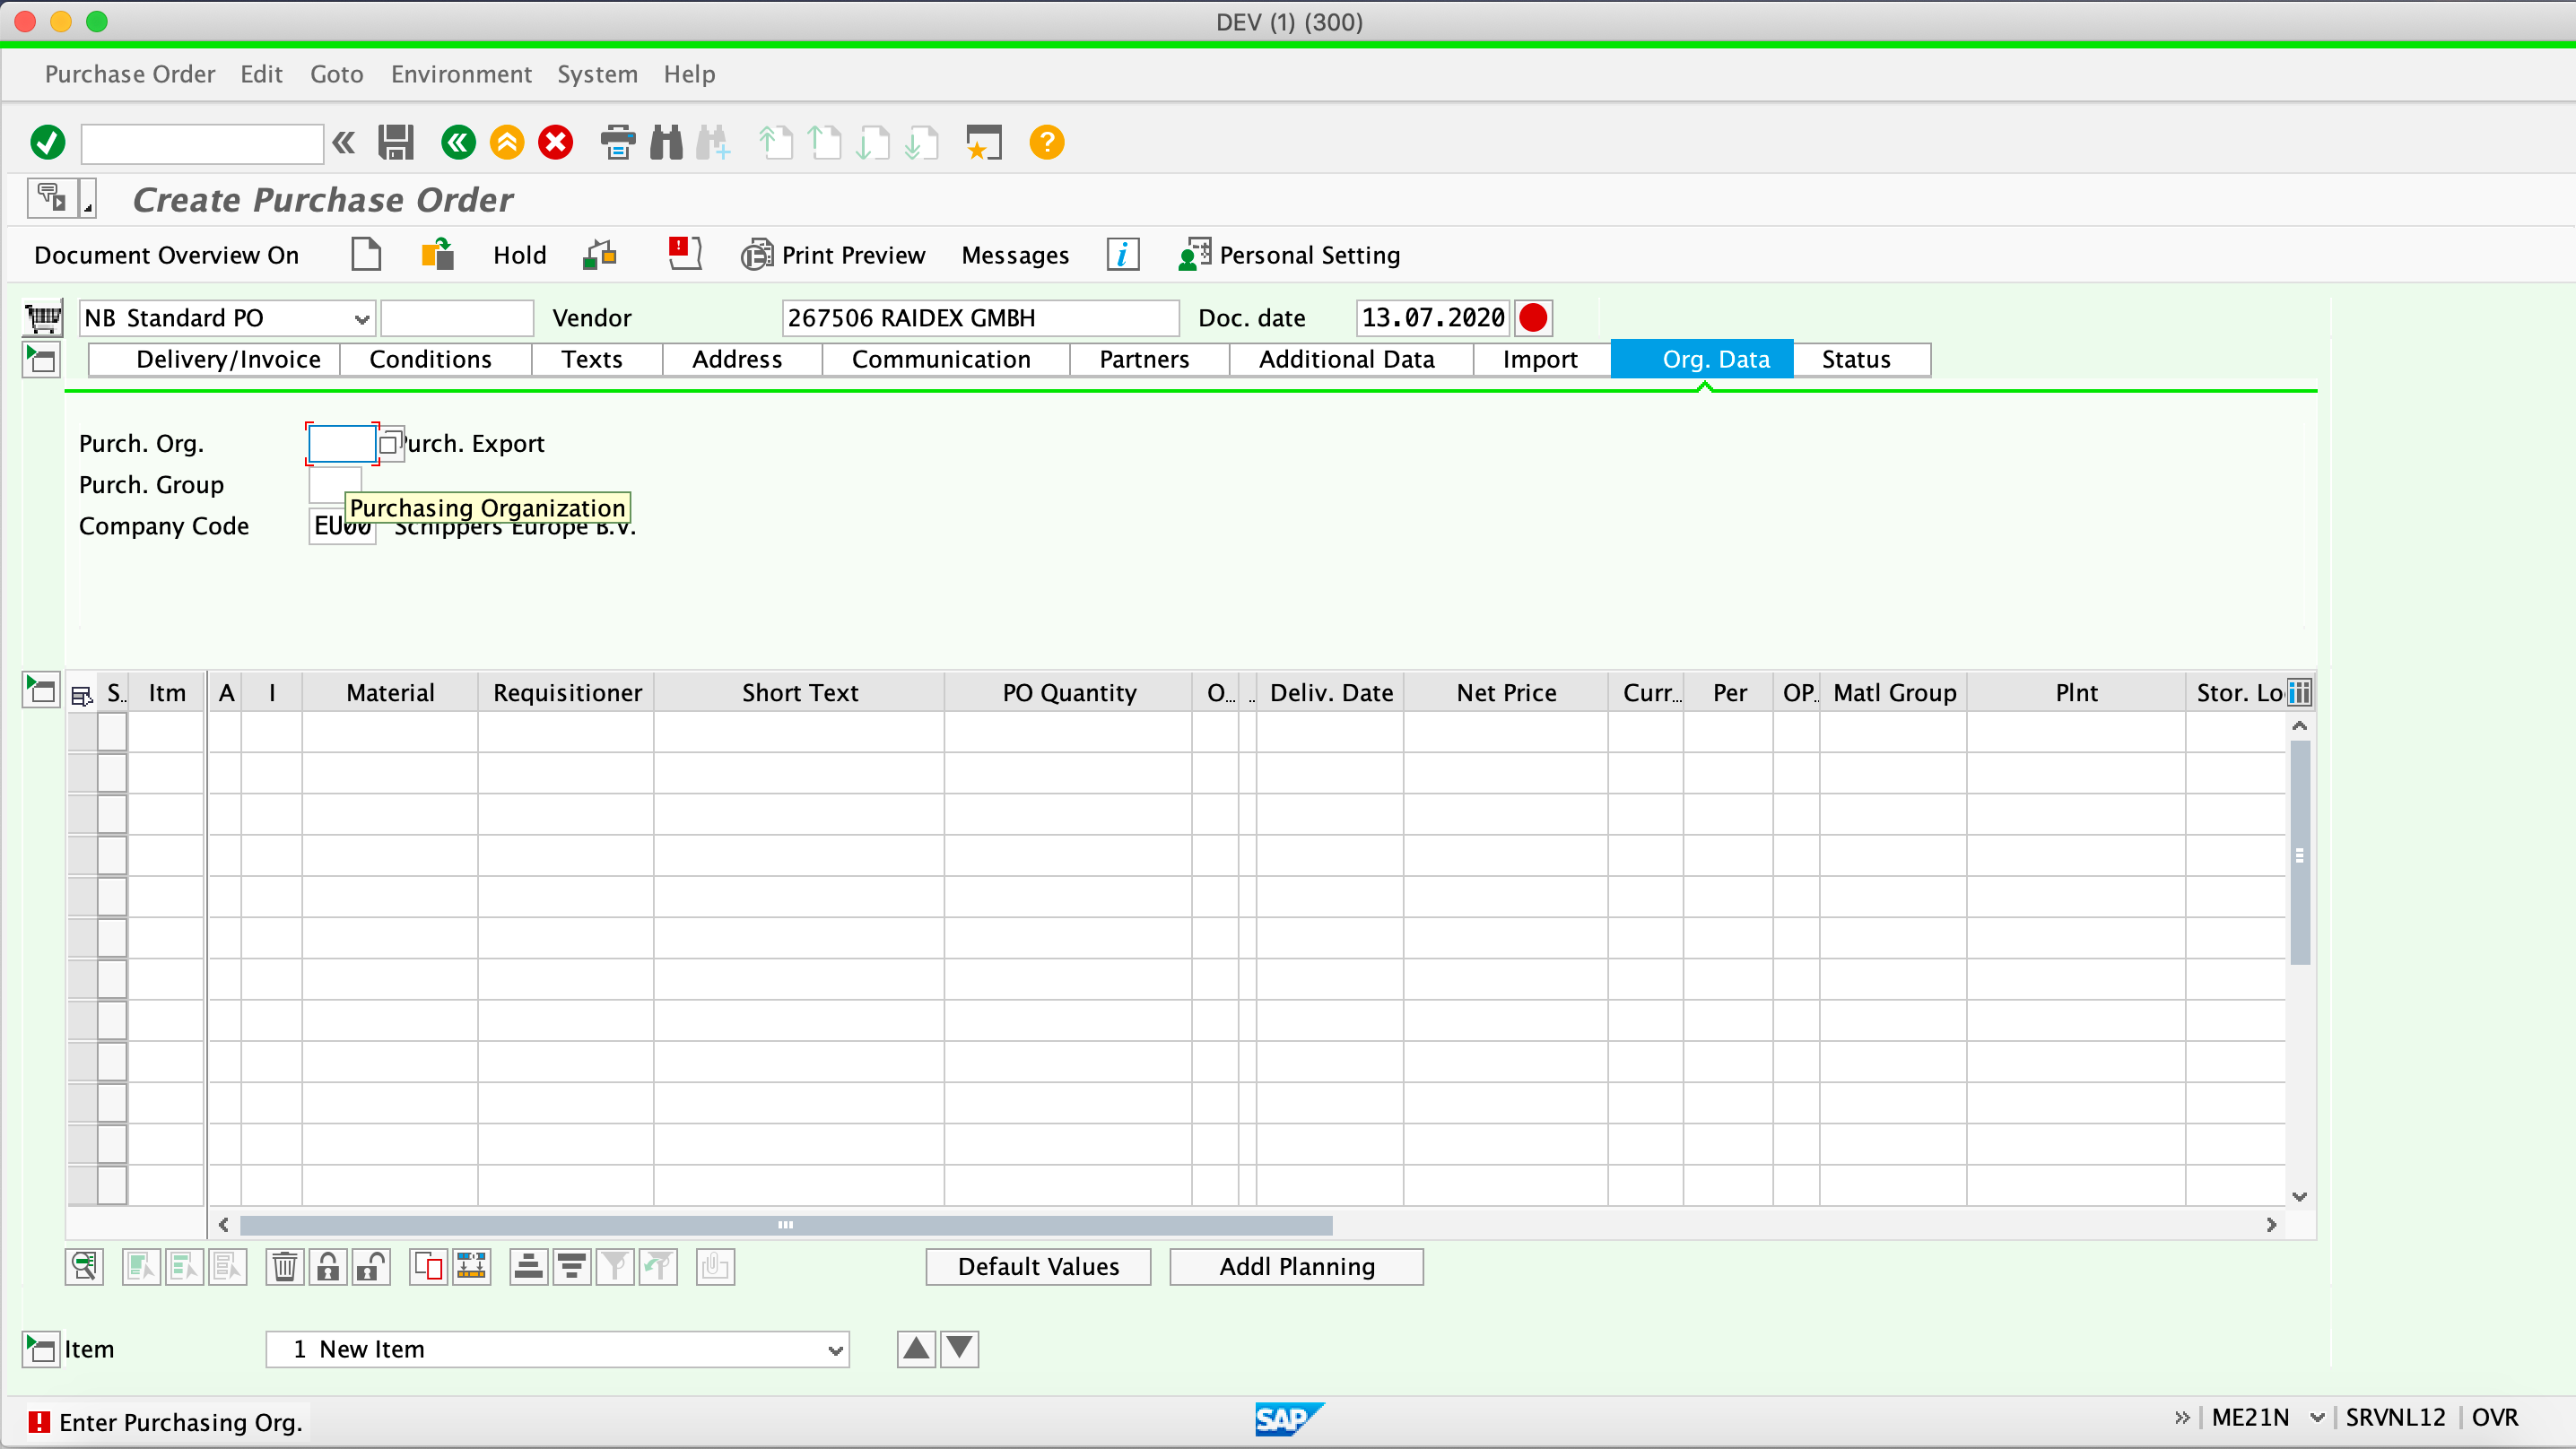 DEV (1) (300)
Purchase Order Edit Goto Environment System Help
Create Purchase Order
Document Overview On Hold Print Preview Messages Personal Setting
NB Standard PO Vendor 267506 RAIDEX GMBH Doc. date 13.07.2020
Delivery/Invoice Conditions Texts Address Communication Partners Additional Data Import Org. Data Status
Purch. Org. urch. Export
Purch. Group
Purchasing Organization
Company Code EU00 Schippers Europe B.V.
S.. Itm A I Material Requisitioner Short Text PO Quantity O... .. Deliv. Date Net Price Curr... Per OP.. Matl Group Plnt Stor. Lo
Default Values Addl Planning
Item 1 New Item
Enter Purchasing Org. SAP ME21N SRVNL12 OVR